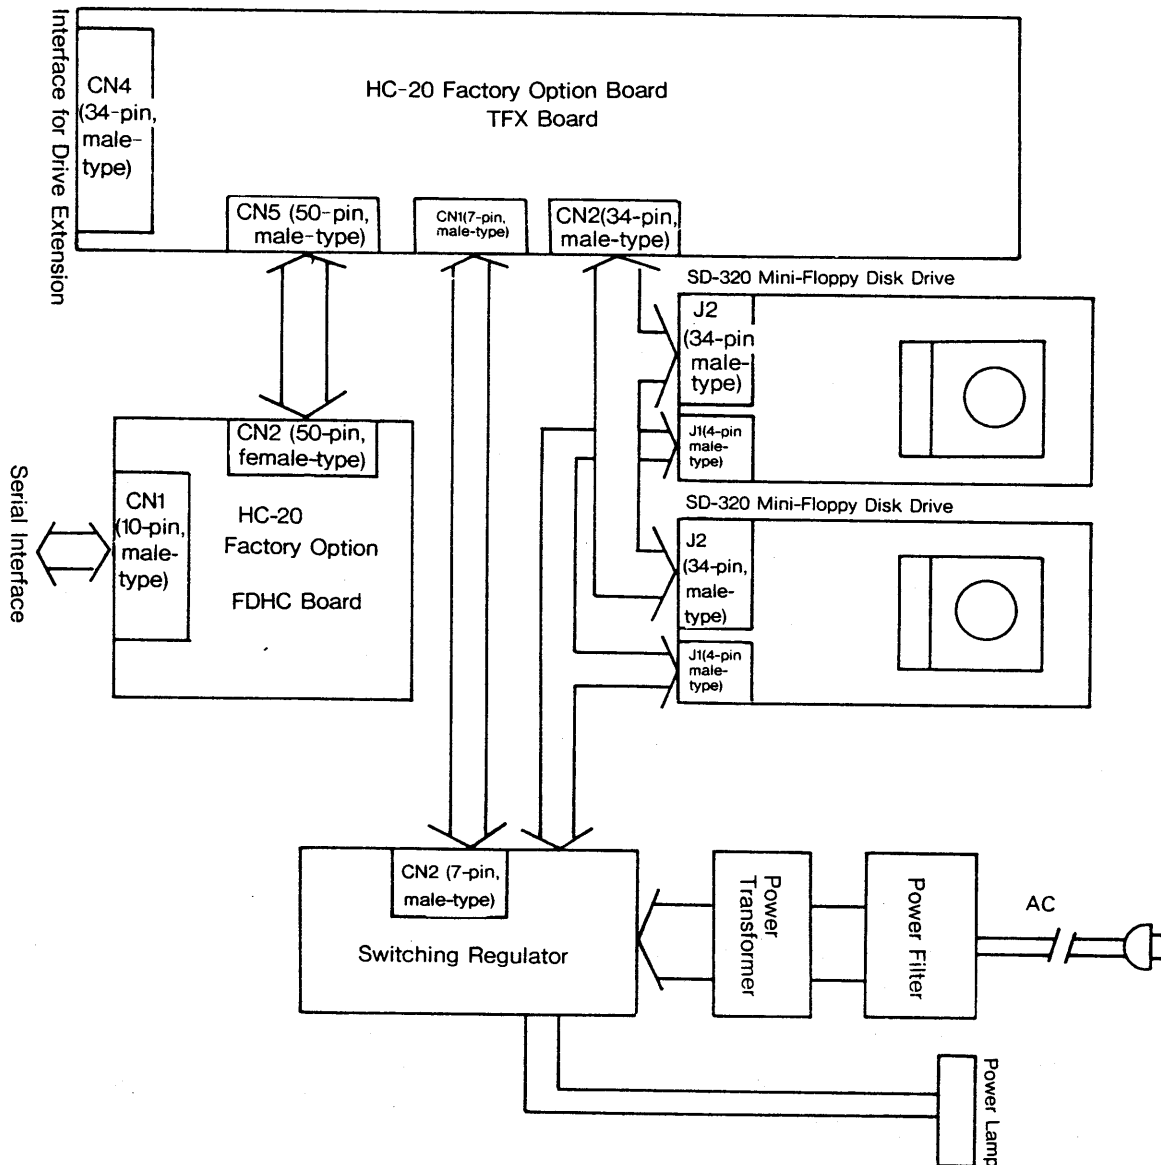 Interface for Drive Extension
CN4
(34-pin,
male-
type)
HC-20 Factory Option Board
TFX Board
CN5 (50-pin,
male-type)
CN1(7-pin,
male-type)
CN2(34-pin,
male-type)
SD-320 Mini-Floppy Disk Drive
J2
(34-pin
male-
type)
J1(4-pin
male-
type)
SD-320 Mini-Floppy Disk Drive
J2
(34-pin,
male-
type)
J1(4-pin
male-
type)
CN2 (50-pin,
female-type)
Serial Interface
CN1
(10-pin,
male-
type)
HC-20
Factory Option
FDHC Board
CN2 (7-pin,
male-type)
Switching Regulator
Power
Transformer
Power Filter
AC
Power Lamp